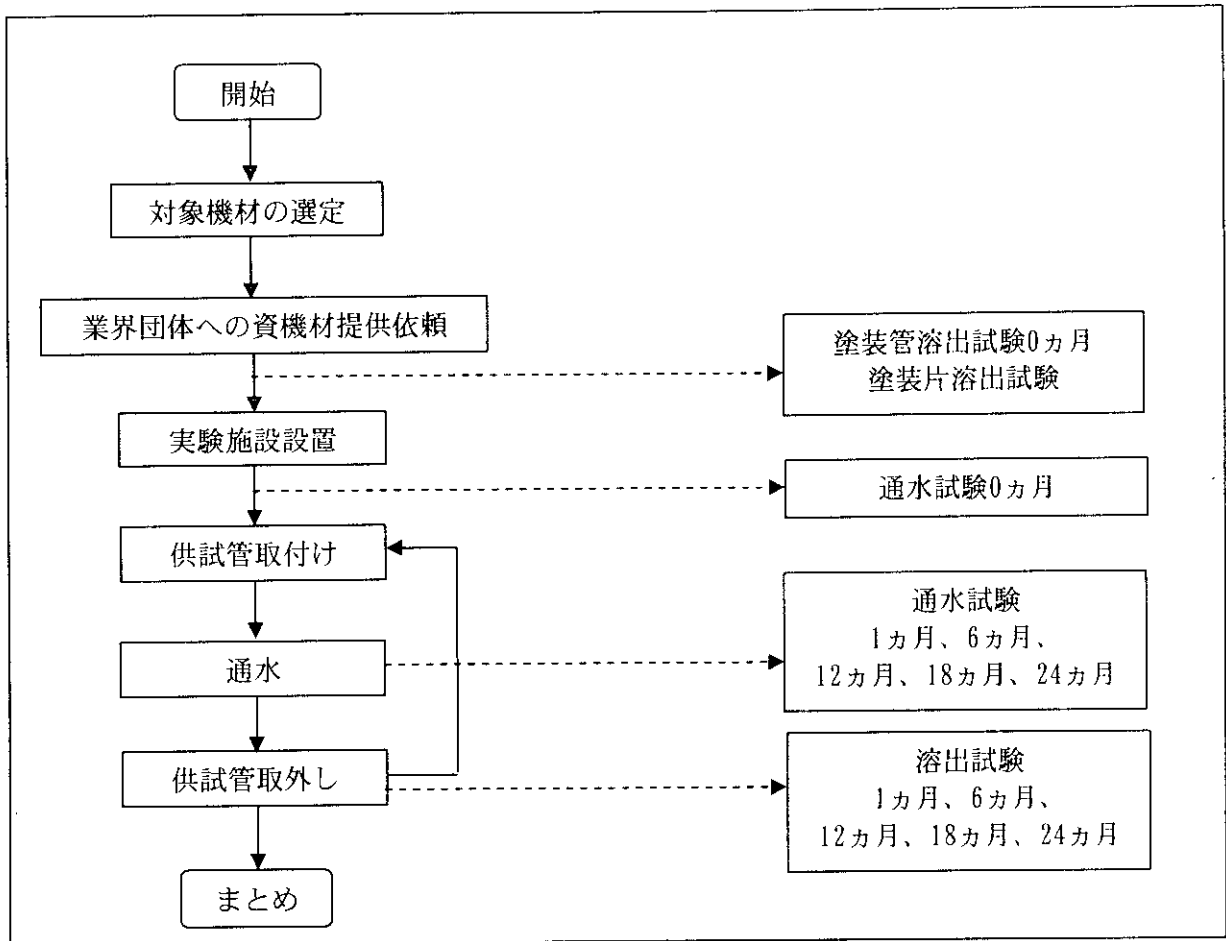 開始
対象機材の選定
業界団体への資機材提供依頼
塗装管溶出試験0ヵ月
塗装片溶出試験
実験施設設置
通水試験0ヵ月
供試管取付け
通水
通水試験
1ヵ月、6ヵ月、
12ヵ月、18ヵ月、24ヵ月
供試管取外し
溶出試験
1ヵ月、6ヵ月、
12ヵ月、18ヵ月、24ヵ月
まとめ